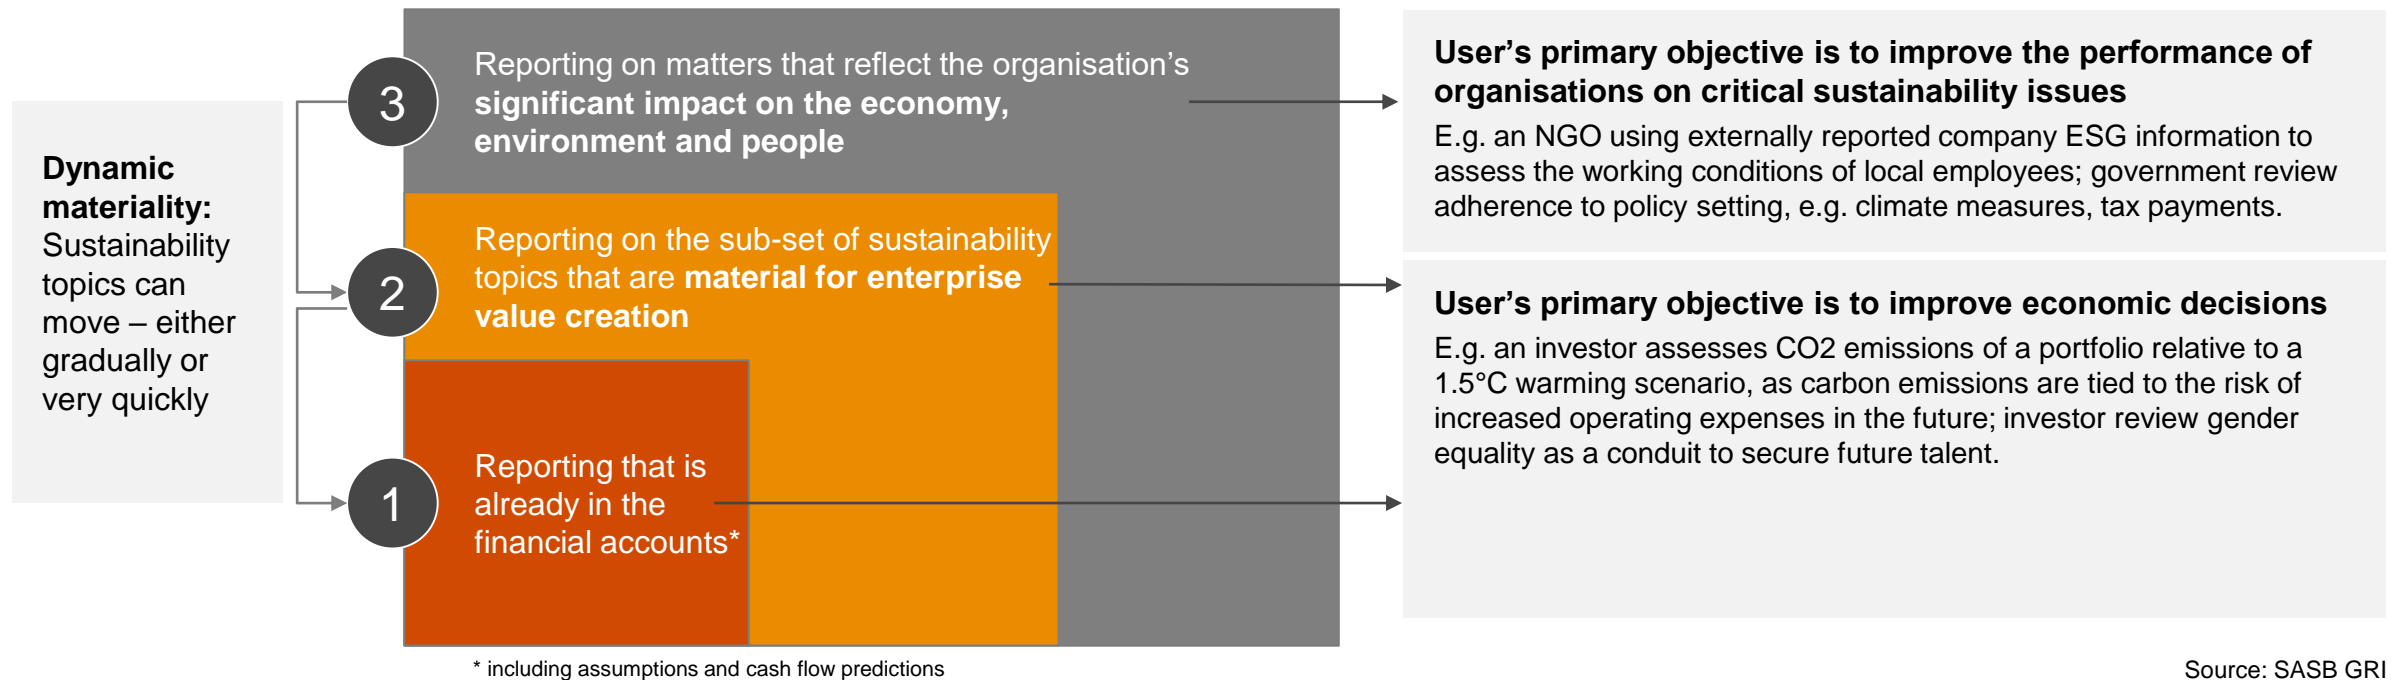 Dynamic
materiality:
Sustainability
topics can
move – either
gradually or
very quickly
3
Reporting on matters that reflect the organisation’s
significant impact on the economy,
environment and people
2
Reporting on the sub-set of sustainability
topics that are material for enterprise
value creation
1
Reporting that is
already in the
financial accounts*
User’s primary objective is to improve the performance of
organisations on critical sustainability issues
E.g. an NGO using externally reported company ESG information to
assess the working conditions of local employees; government review
adherence to policy setting, e.g. climate measures, tax payments.
User’s primary objective is to improve economic decisions
E.g. an investor assesses CO2 emissions of a portfolio relative to a
1.5°C warming scenario, as carbon emissions are tied to the risk of
increased operating expenses in the future; investor review gender
equality as a conduit to secure future talent.
* including assumptions and cash flow predictions
Source: SASB GRI